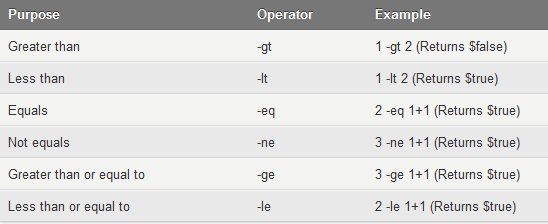 Purpose Operator Example
Greater than -gt 1 -gt 2 (Returns $false)
Less than -lt 1 -lt 2 (Returns $true)
Equals -eq 2 -eq 1+1 (Returns $true)
Not equals -ne 3 -ne 1+1 (Returns $true)
Greater than or equal to -ge 3 -ge 1+1 (Returns $true)
Less than or equal to -le 2 -le 1+1 (Returns $true)